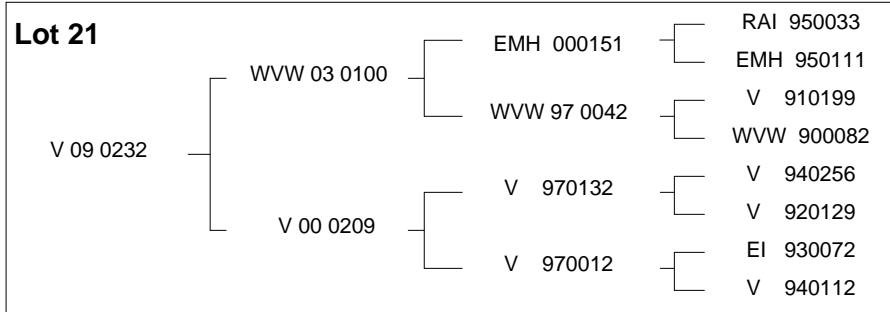 Lot 21
V 09 0232
WVW 03 0100
V 00 0209
EMH 000151
WVW 97 0042
V 970132
V 970012
RAI 950033
EMH 950111
V 910199
WVW 900082
V 940256
V 920129
EI 930072
V 940112